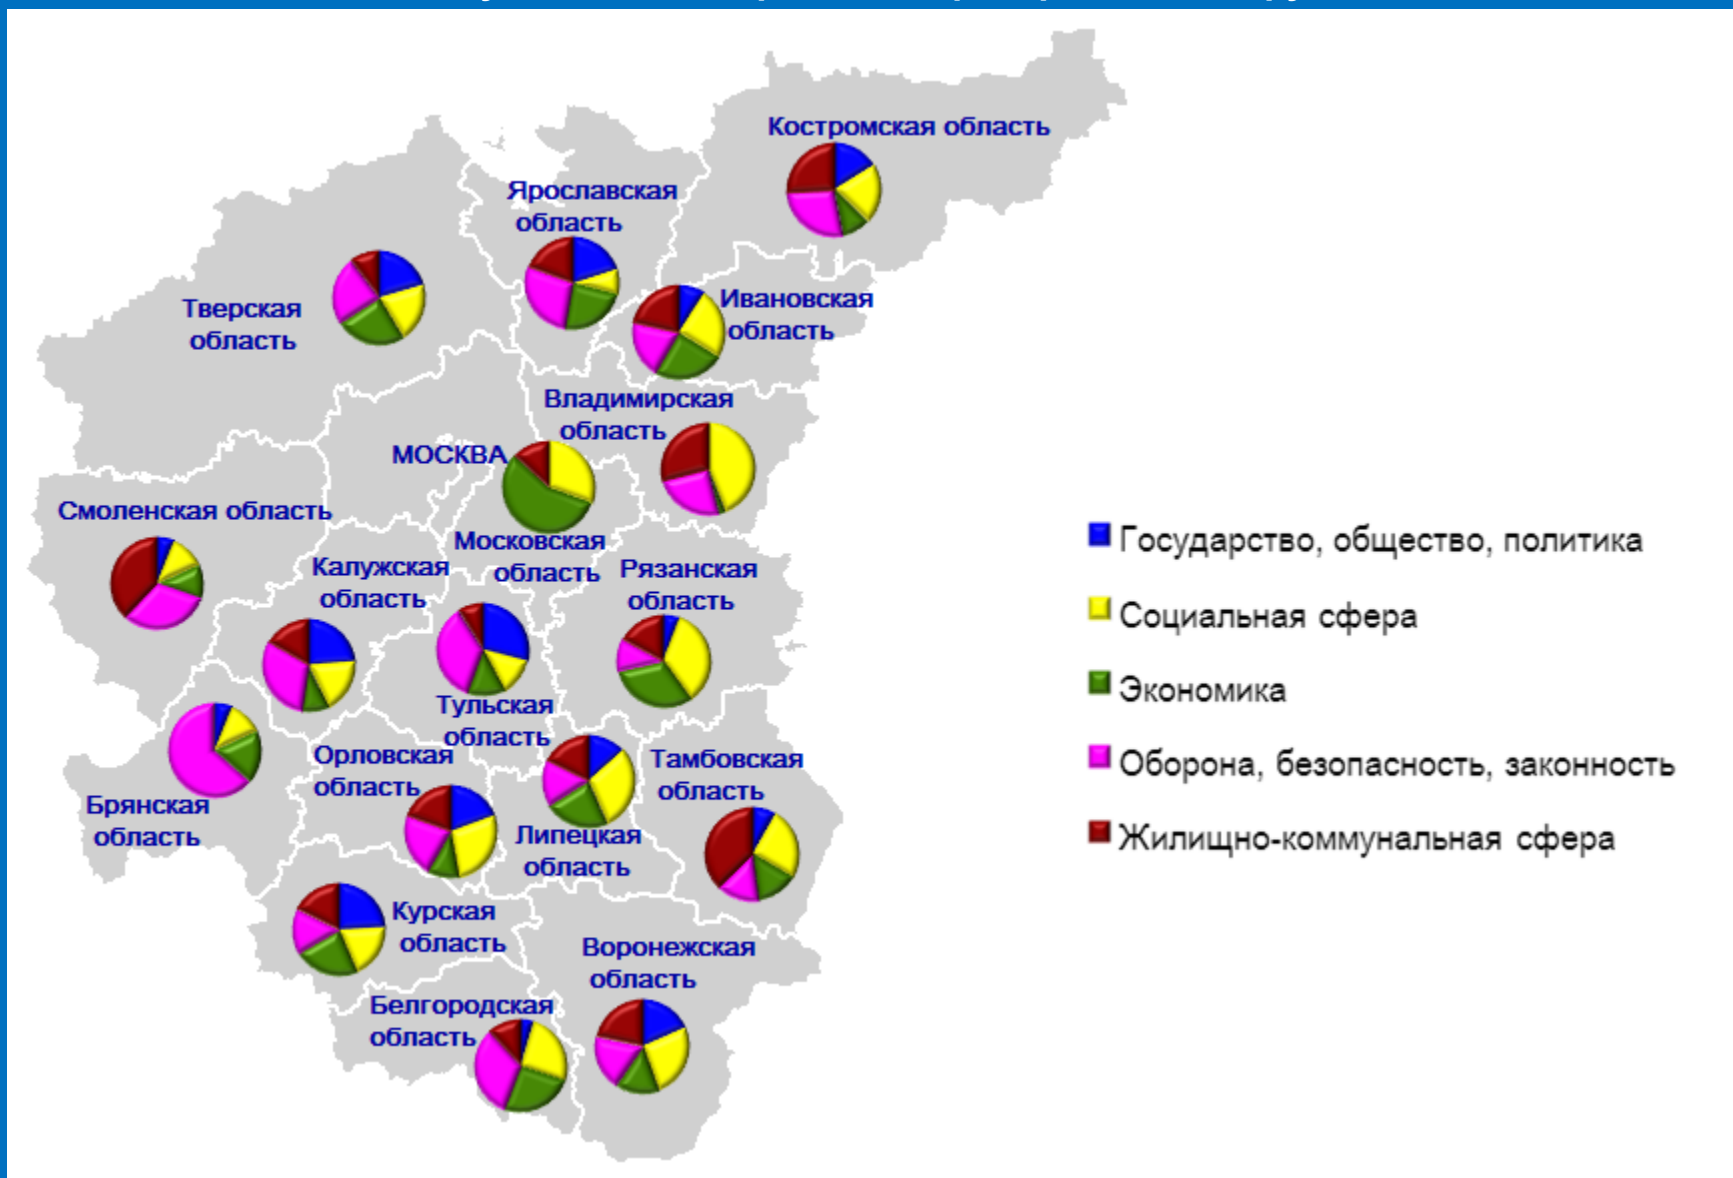 Костромская область
Ярославская
область
Тверская
область
Ивановская
область
Владимирская
область
МОСКВА
Смоленская область
Московская
область
Калужская
область
Рязанская
область
Тульская
область
Орловская
область
Тамбовская
область
Брянская
область
Липецкая
область
Курская
область
Воронежская
область
Белгородская
область
Государство, общество, политика
Социальная сфера
Экономика
Оборона, безопасность, законность
Жилищно-коммунальная сфера